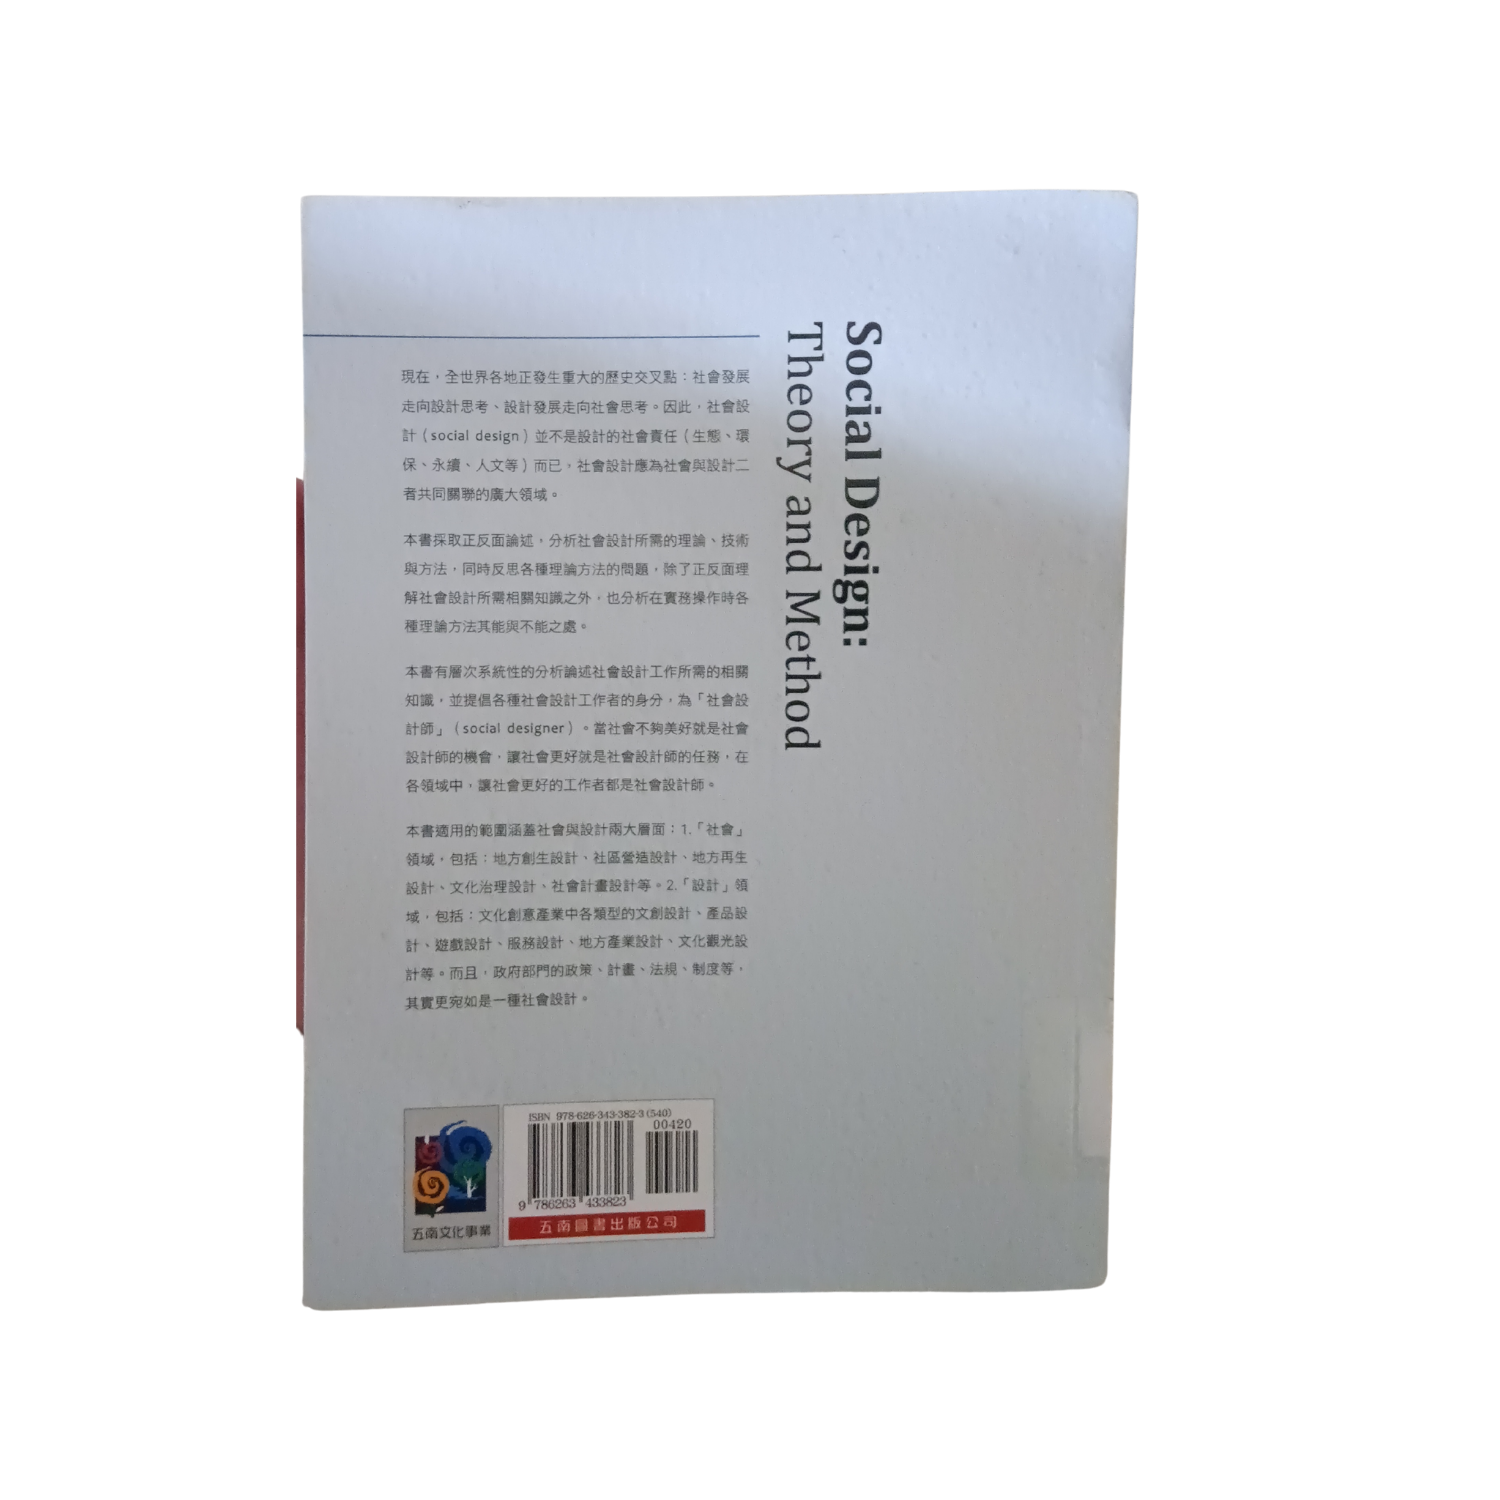 Social Design:
Theory and Method
現在，全世界各地正發生重大的歷史交叉點：社會發展
走向設計思考、設計發展走向社會思考。因此，社會設
計（social design）並不是設計的社會責任（生態、環
保、永續、人文等）而已，社會設計應為社會與設計二
者共同關聯的廣大領域。
本書採取正反面論述，分析社會設計所需的理論、技術
與方法，同時反思各種理論方法的問題，除了正反面理
解社會設計所需相關知識之外，也分析在實務操作時各
種理論方法其能與不能之處。
本書有層次系統性的分析論述社會設計工作所需的相關
知識，並提倡各種社會設計工作者的身分，為「社會設
計師」（social designer）。當社會不夠美好就是社會
設計師的機會，讓社會更好就是社會設計師的任務，在
各領域中，讓社會更好的工作者都是社會設計師。
本書適用的範圍涵蓋社會與設計兩大層面：1.「社會」
領域，包括：地方創生設計、社區營造設計、地方再生
設計、文化治理設計、社會計畫設計等。2.「設計」領
域，包括：文化創意產業中各類型的文創設計、產品設
計、遊戲設計、服務設計、地方產業設計、文化觀光設
計等。而且，政府部門的政策、計畫、法規、制度等，
其實更宛如是一種社會設計。
五南文化事業
ISBN 978-626-343-382-3 (540)
00420
9 786263 433823
五南圖書出版公司